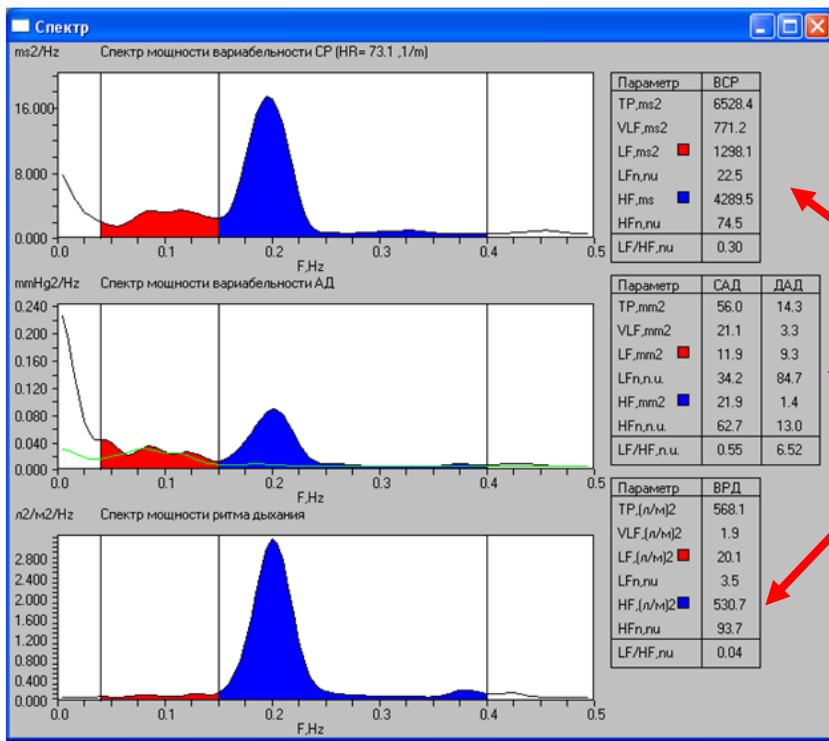 Спектр
ms2/Hz Спектр мощности вариабельности СР (HR= 73.1 ,1/m)
16.000
8.000
0.000
0.0 0.1 0.2 0.3 0.4 0.5
F,Hz
Параметр ВСР
TP,ms2 6528.4
VLF,ms2 771.2
LF,ms2 1298.1
LFn,nu 22.5
HF,ms 4289.5
HFn,nu 74.5
LF/HF,nu 0.30
mmHg2/Hz Спектр мощности вариабельности АД
0.240
0.200
0.160
0.120
0.080
0.040
0.000
0.0 0.1 0.2 0.3 0.4 0.5
F,Hz
Параметр САД ДАД
TP,mm2 56.0 14.3
VLF,mm2 21.1 3.3
LF,mm2 11.9 9.3
LFn,n.u. 34.2 84.7
HF,mm2 21.9 1.4
HFn,n.u. 62.7 13.0
LF/HF,n.u. 0.55 6.52
л2/м2/Hz Спектр мощности ритма дыхания
2.800
2.400
2.000
1.600
1.200
0.800
0.400
0.000
0.0 0.1 0.2 0.3 0.4 0.5
F,Hz
Параметр ВРД
TP,(л/м)2 568.1
VLF,(л/м)2 1.9
LF,(л/м)2 20.1
LFn,nu 3.5
HF,(л/м)2 530.7
HFn,nu 93.7
LF/HF,nu 0.04